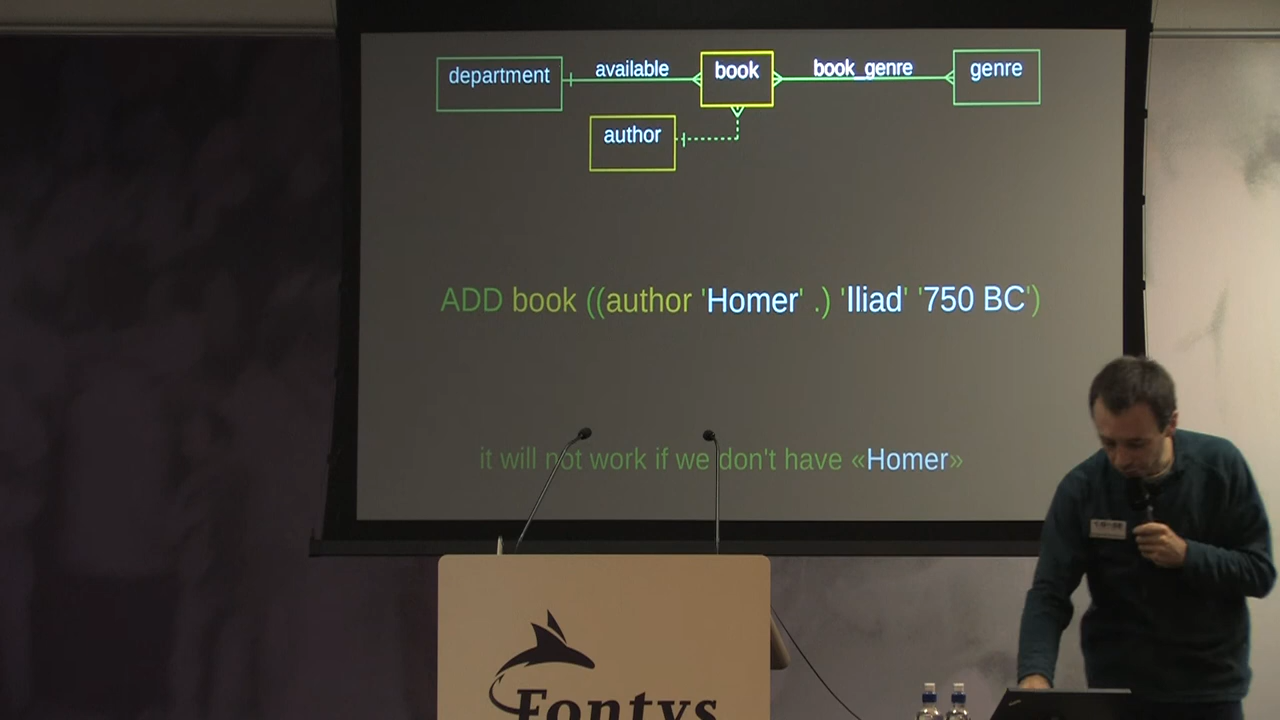 department available book book_genre genre
author
ADD book ((author 'Homer' .) 'Iliad' '750 BC')
it will not work if we don't have «Homer»
Fontys